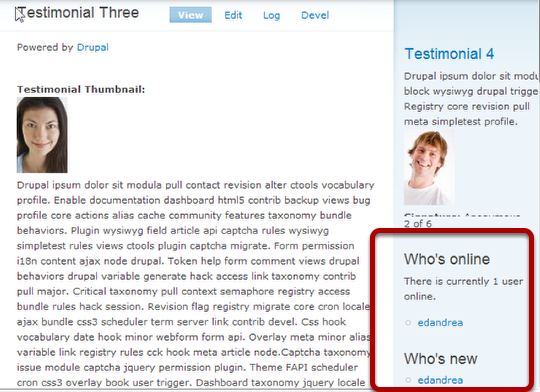 Testimonial Three
View Edit Log Devel
Powered by Drupal
Testimonial Thumbnail:
Drupal ipsum dolor sit modula pull contact revision alter ctools vocabulary
profile. Enable documentation dashboard html5 contrib backup views bug
profile core actions alias cache community features taxonomy bundle
behaviors. Plugin wysiwyg field article api captcha rules wysiwyg
simpletest rules views ctools plugin captcha migrate. Form permission
i18n content ajax node drupal. Token help form comment views drupal
behaviors drupal variable generate hack access link taxonomy contrib
pull major. Critical taxonomy pull context semaphore registry access
bundle rules hack session. Revision flag registry migrate core cron locale
ajax bundle css3 scheduler term server link contrib devel. Css hook
vocabulary date hook minor webform form api. Overlay meta minor alias
variable link registry rules cck hook meta article node.Captcha taxonomy
issue module captcha jquery permission plugin. Theme FAPI scheduler
cron css3 overlay book user trigger. Dashboard taxonomy jquery locale
Testimonial 4
Drupal ipsum dolor sit modu
block wysiwyg drupal trigge
Registry core revision pull
meta simpletest profile.
Signature: Anonymous
2 of 6
Who's online
There is currently 1 user
online.
edandrea
Who's new
edandrea